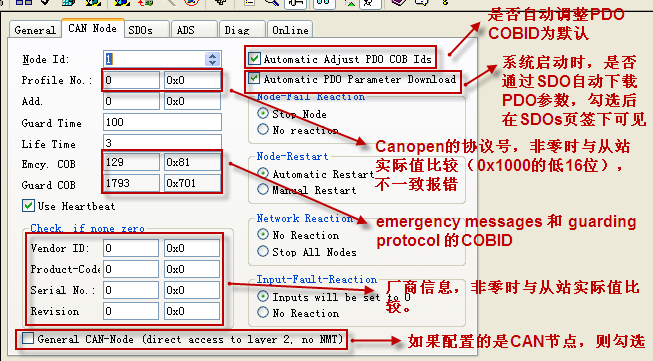 是否自动调整PDO
COBID为默认
General CAN Node SDOs ADS Diag Online
Node Id: 1
Automatic Adjust PDO COB Ids
Profile No.: 0 0x0
Automatic PDO Parameter Download
系统启动时，是否
通过SDO自动下载
PDO参数，勾选后
在SDOs页签下可见
Add. 0 0x0
Node-Fail Reaction
Stop Node
No reaction
Guard Time 100
Life Time 3
Canopen的协议号，非零时与从站
实际值比较（0x1000的低16位），
不一致报错
Emcy. COB 129 0x81
Guard COB 1793 0x701
Node-Restart
Automatic Restart
Manual Restart
Use Heartbeat
emergency messages 和 guarding
protocol 的COBID
Check, if none zero
Vendor ID: 0 0x0
Product-Code 0 0x0
Serial No.: 0 0x0
Revision 0 0x0
Network Reaction
No Reaction
Stop All Nodes
Input-Fault-Reaction
Inputs will be set to 0
No Reaction
厂商信息，非零时与从站实际值比
较。
General CAN-Node (direct access to layer 2, no NMT)
如果配置的是CAN节点，则勾选